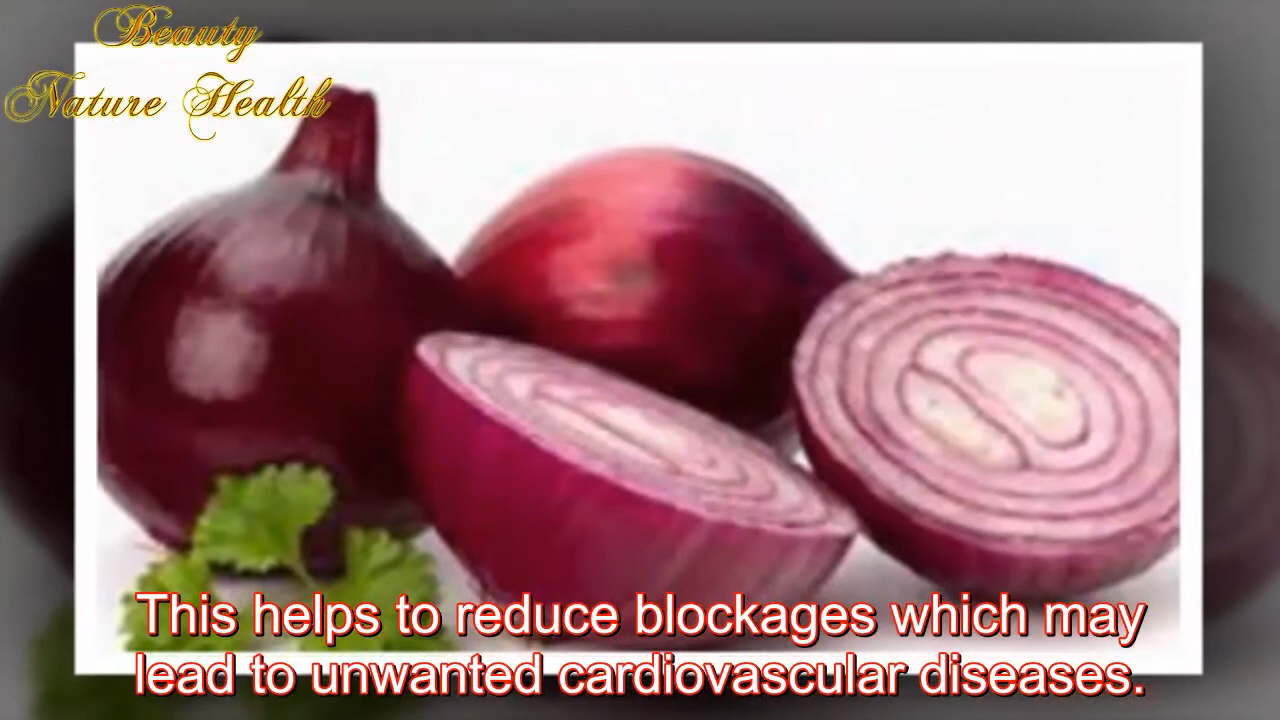 Beauty
Nature Health
This helps to reduce blockages which may
lead to unwanted cardiovascular diseases.